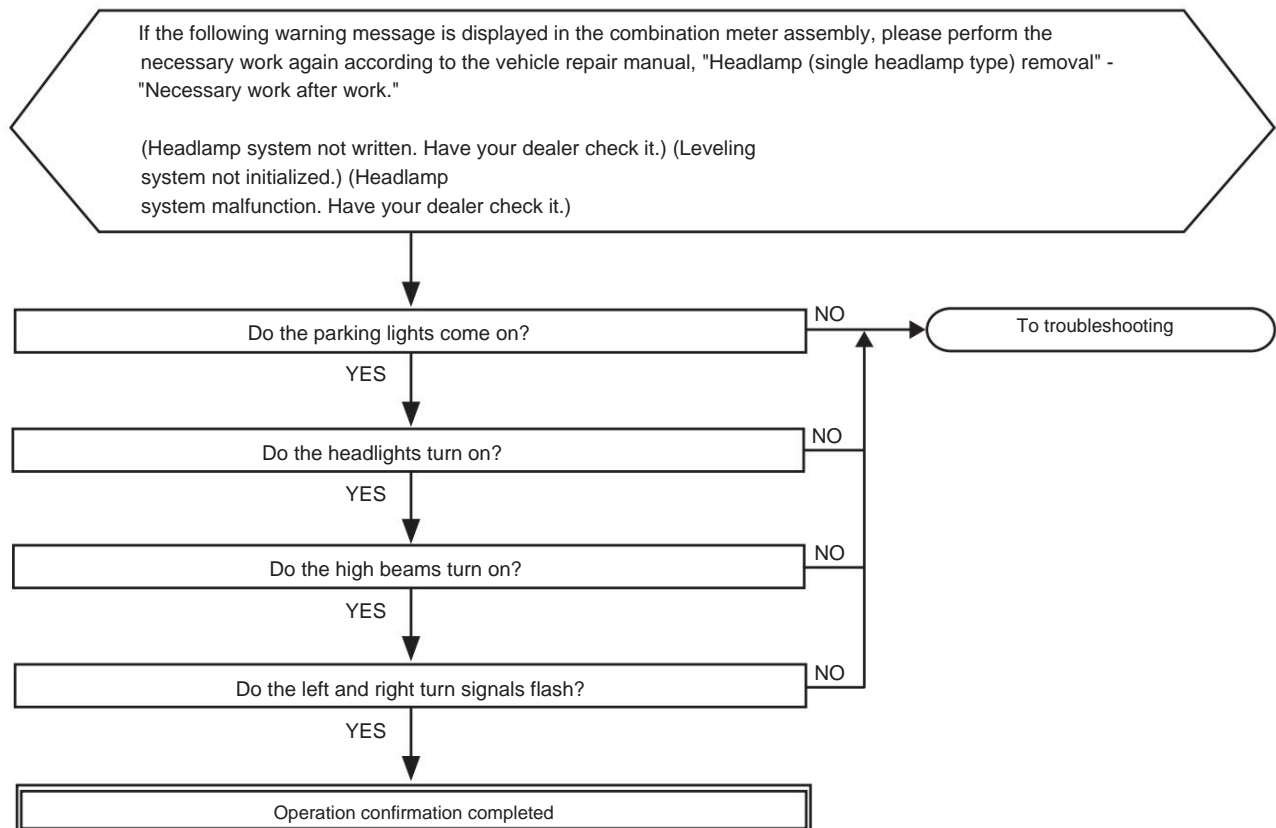 If the following warning message is displayed in the combination meter assembly, please perform the
necessary work again according to the vehicle repair manual, "Headlamp (single headlamp type) removal" -
"Necessary work after work."
(Headlamp system not written. Have your dealer check it.) (Leveling
system not initialized.) (Headlamp
system malfunction. Have your dealer check it.)
Do the parking lights come on?
NO
To troubleshooting
YES
Do the headlights turn on?
NO
YES
Do the high beams turn on?
NO
YES
Do the left and right turn signals flash?
NO
YES
Operation confirmation completed